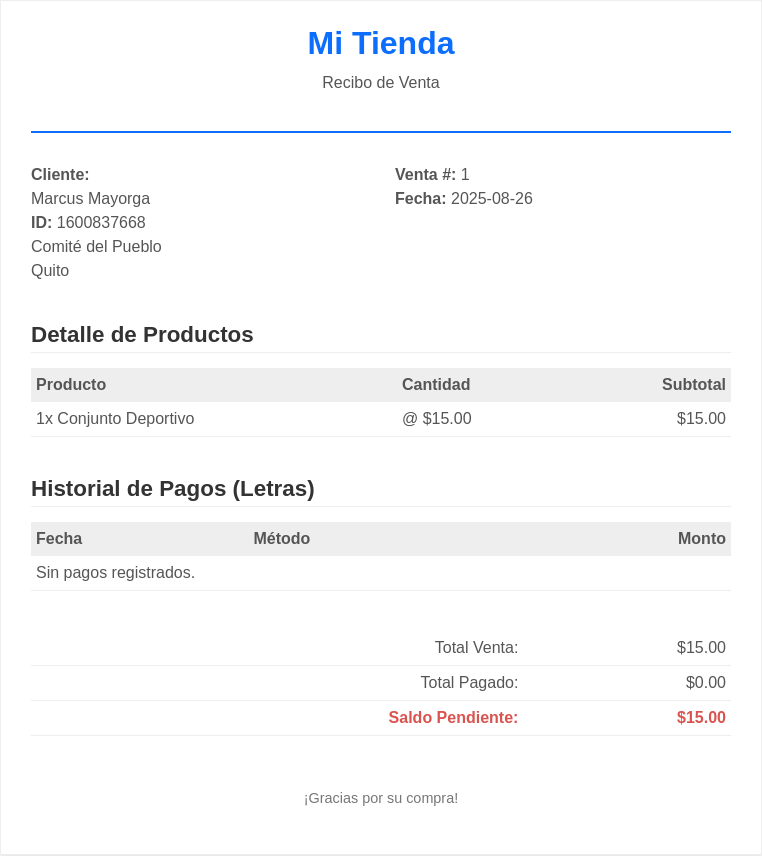 Mi Tienda
Recibo de Venta
Cliente:
Marcus Mayorga
ID: 1600837668
Comité del Pueblo
Quito
Venta #: 1
Fecha: 2025-08-26
Detalle de Productos
Producto Cantidad Subtotal
1x Conjunto Deportivo @ $15.00 $15.00
Historial de Pagos (Letras)
Fecha Método Monto
Sin pagos registrados.
Total Venta: $15.00
Total Pagado: $0.00
Saldo Pendiente: $15.00
¡Gracias por su compra!